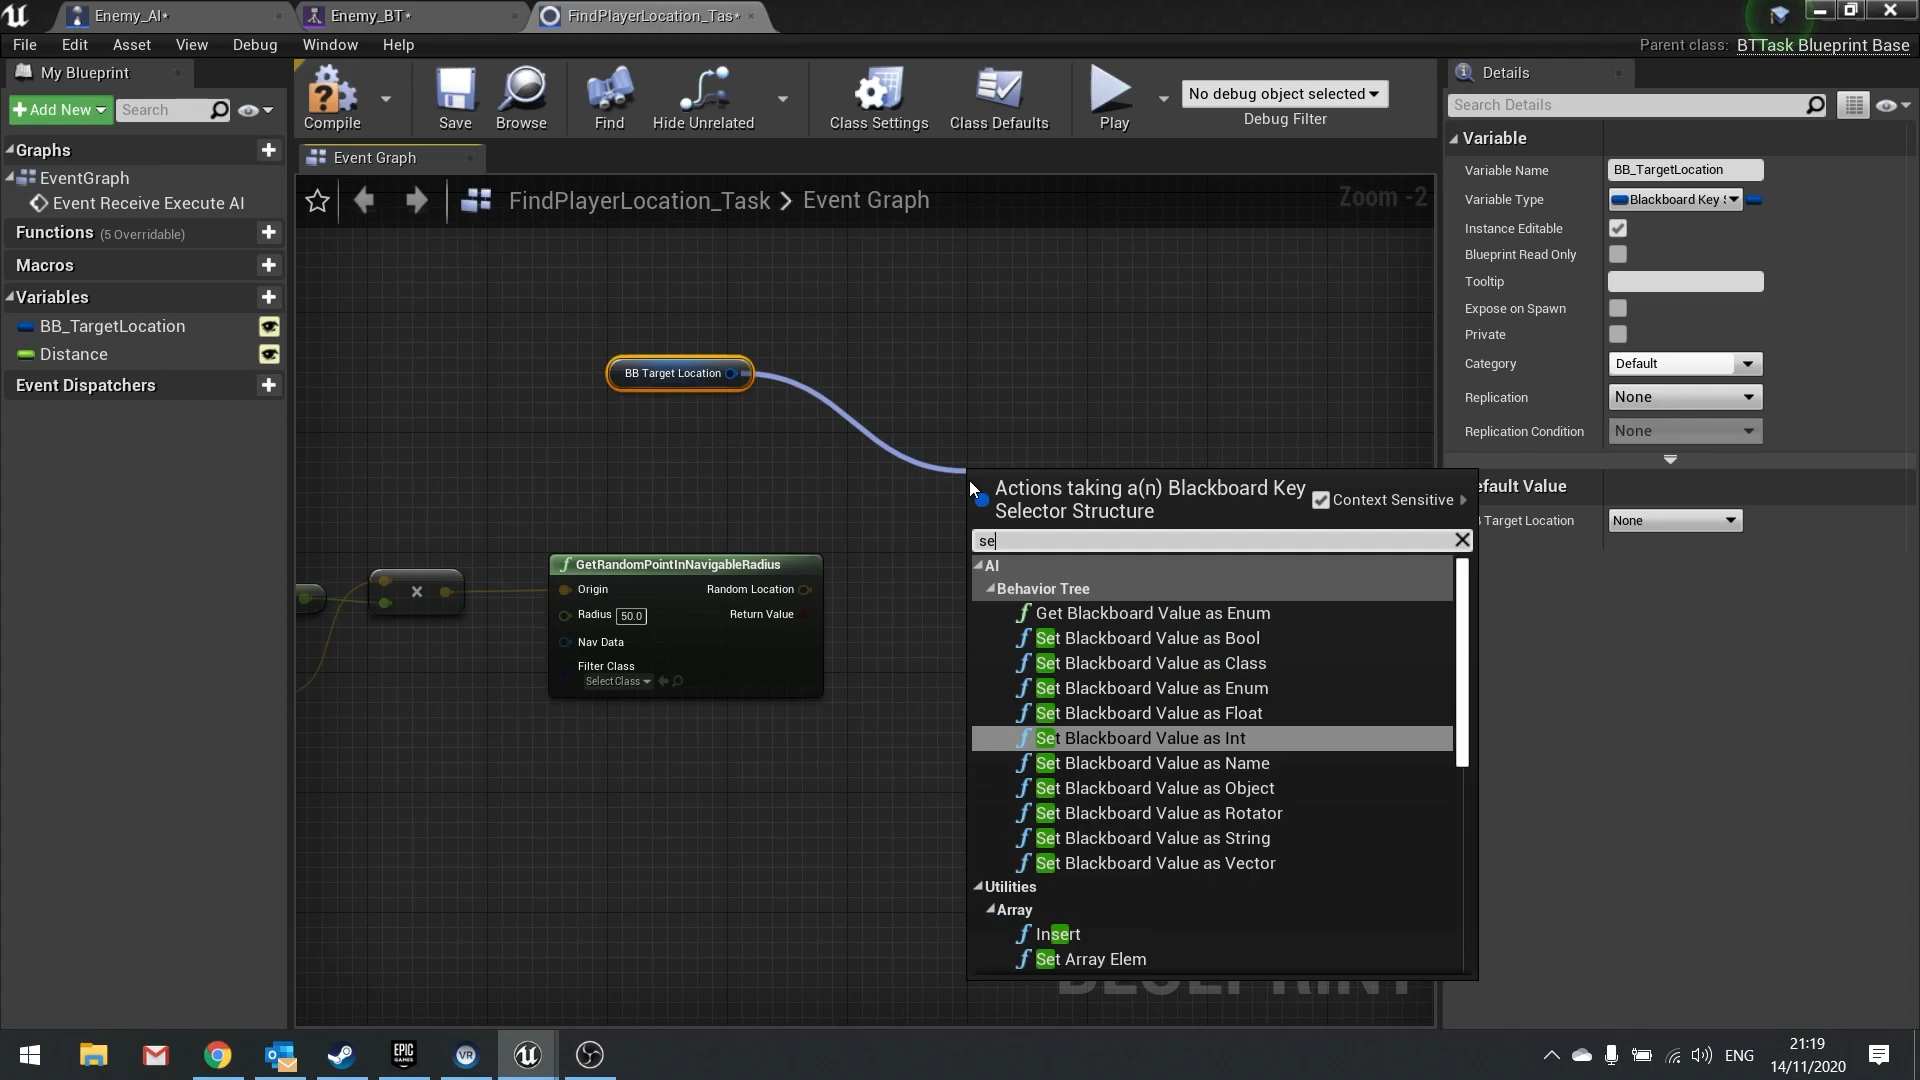 Enemy_AI*
Enemy_BT*
FindPlayerLocation_Tas*
File Edit Asset View Debug Window Help
Parent class: BTTask Blueprint Base
My Blueprint
Add New
Search
Compile
Save
Browse
Find
Hide Unrelated
Class Settings
Class Defaults
Play
No debug object selected
Debug Filter
Details
Search Details
Graphs
EventGraph
Event Receive Execute AI
Functions (5 Overridable)
Macros
Variables
BB_TargetLocation
Distance
Event Dispatchers
Event Graph
FindPlayerLocation_Task > Event Graph
Zoom -2
BB Target Location
GetRandomPointInNavigableRadius
Origin
Random Location
Radius 50.0
Return Value
Nav Data
Filter Class
Select Class
Actions taking a(n) Blackboard Key
Selector Structure
Context Sensitive
se
AI
Behavior Tree
Get Blackboard Value as Enum
Set Blackboard Value as Bool
Set Blackboard Value as Class
Set Blackboard Value as Enum
Set Blackboard Value as Float
Set Blackboard Value as Int
Set Blackboard Value as Name
Set Blackboard Value as Object
Set Blackboard Value as Rotator
Set Blackboard Value as String
Set Blackboard Value as Vector
Utilities
Array
Insert
Set Array Elem
Variable
Variable Name BB_TargetLocation
Variable Type Blackboard Key
Instance Editable
Blueprint Read Only
Tooltip
Expose on Spawn
Private
Category Default
Replication None
Replication Condition None
efault Value
Target Location None
EPIC
GAMES
VR
ENG
21:19
14/11/2020